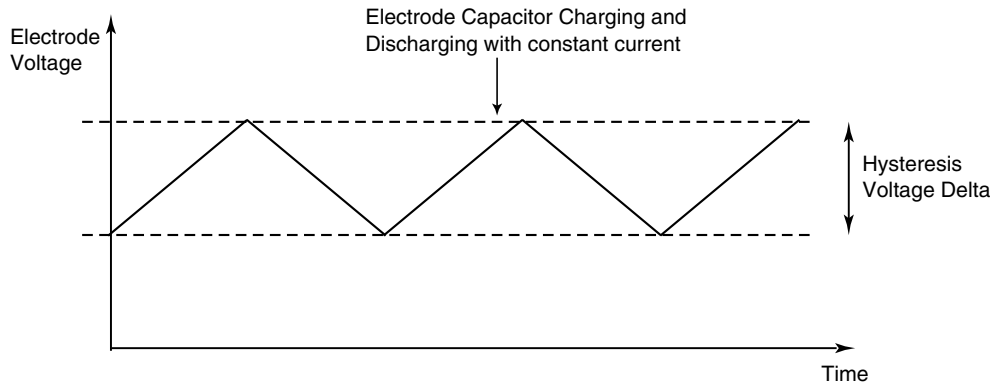 Electrode Capacitor Charging and
Discharging with constant current
Electrode
Voltage
Hysteresis
Voltage Delta
Time